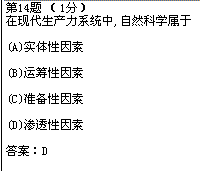 第14题 （ 1分 ）
在现代生产力系统中, 自然科学属于
(A)实体性因素
(B)运筹性因素
(C)准备性因素
(D)渗透性因素
答案：D